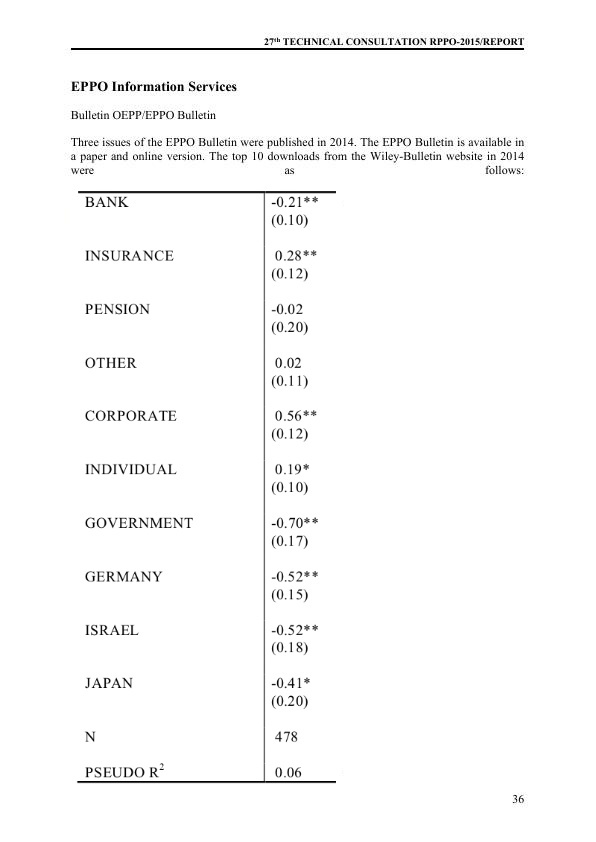 27th TECHNICAL CONSULTATION RPPO-2015/REPORT
EPPO Information Services
Bulletin OEPP/EPPO Bulletin
Three issues of the EPPO Bulletin were published in 2014. The EPPO Bulletin is available in
a paper and online version. The top 10 downloads from the Wiley-Bulletin website in 2014
were as follows:
BANK -0.21**
(0.10)
INSURANCE 0.28**
(0.12)
PENSION -0.02
(0.20)
OTHER 0.02
(0.11)
CORPORATE 0.56**
(0.12)
INDIVIDUAL 0.19*
(0.10)
GOVERNMENT -0.70**
(0.17)
GERMANY -0.52**
(0.15)
ISRAEL -0.52**
(0.18)
JAPAN -0.41*
(0.20)
N 478
PSEUDO R2 0.06
36